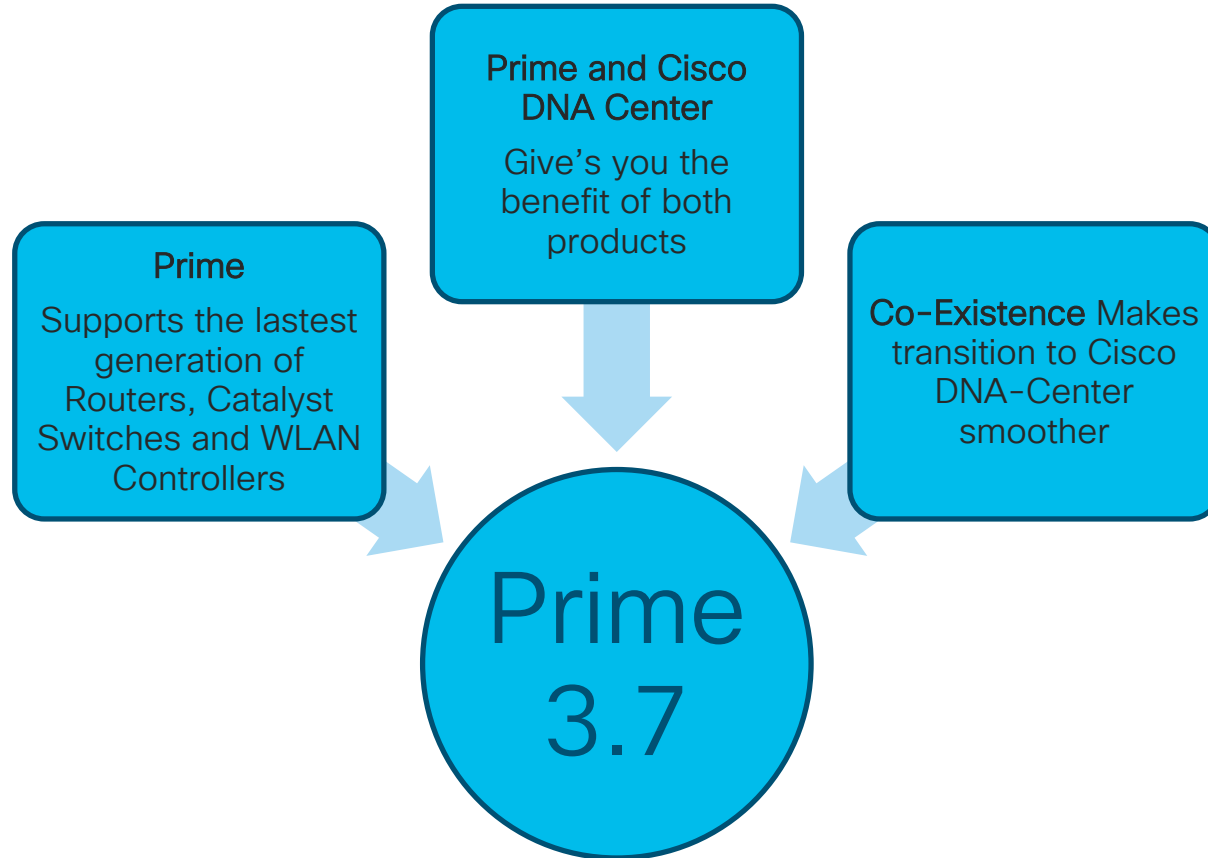 Prime and Cisco
DNA Center
Give’s you the
benefit of both
products
Prime
Supports the lastest
generation of
Routers, Catalyst
Switches and WLAN
Controllers
Co-Existence Makes
transition to Cisco
DNA-Center
smoother
Prime
3.7